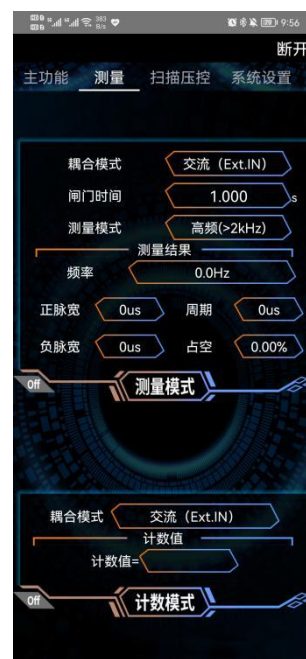 383 B/s 9:56
断开
主功能 测量 扫描压控 系统设置
耦合模式 交流（Ext.IN）
闸门时间 1.000 s
测量模式 高频(>2kHz)
测量结果
频率 0.0Hz
正脉宽 0us 周期 0us
负脉宽 0us 占空 0.00%
Off 测量模式
耦合模式 交流（Ext.IN）
计数值
计数值=
Off 计数模式